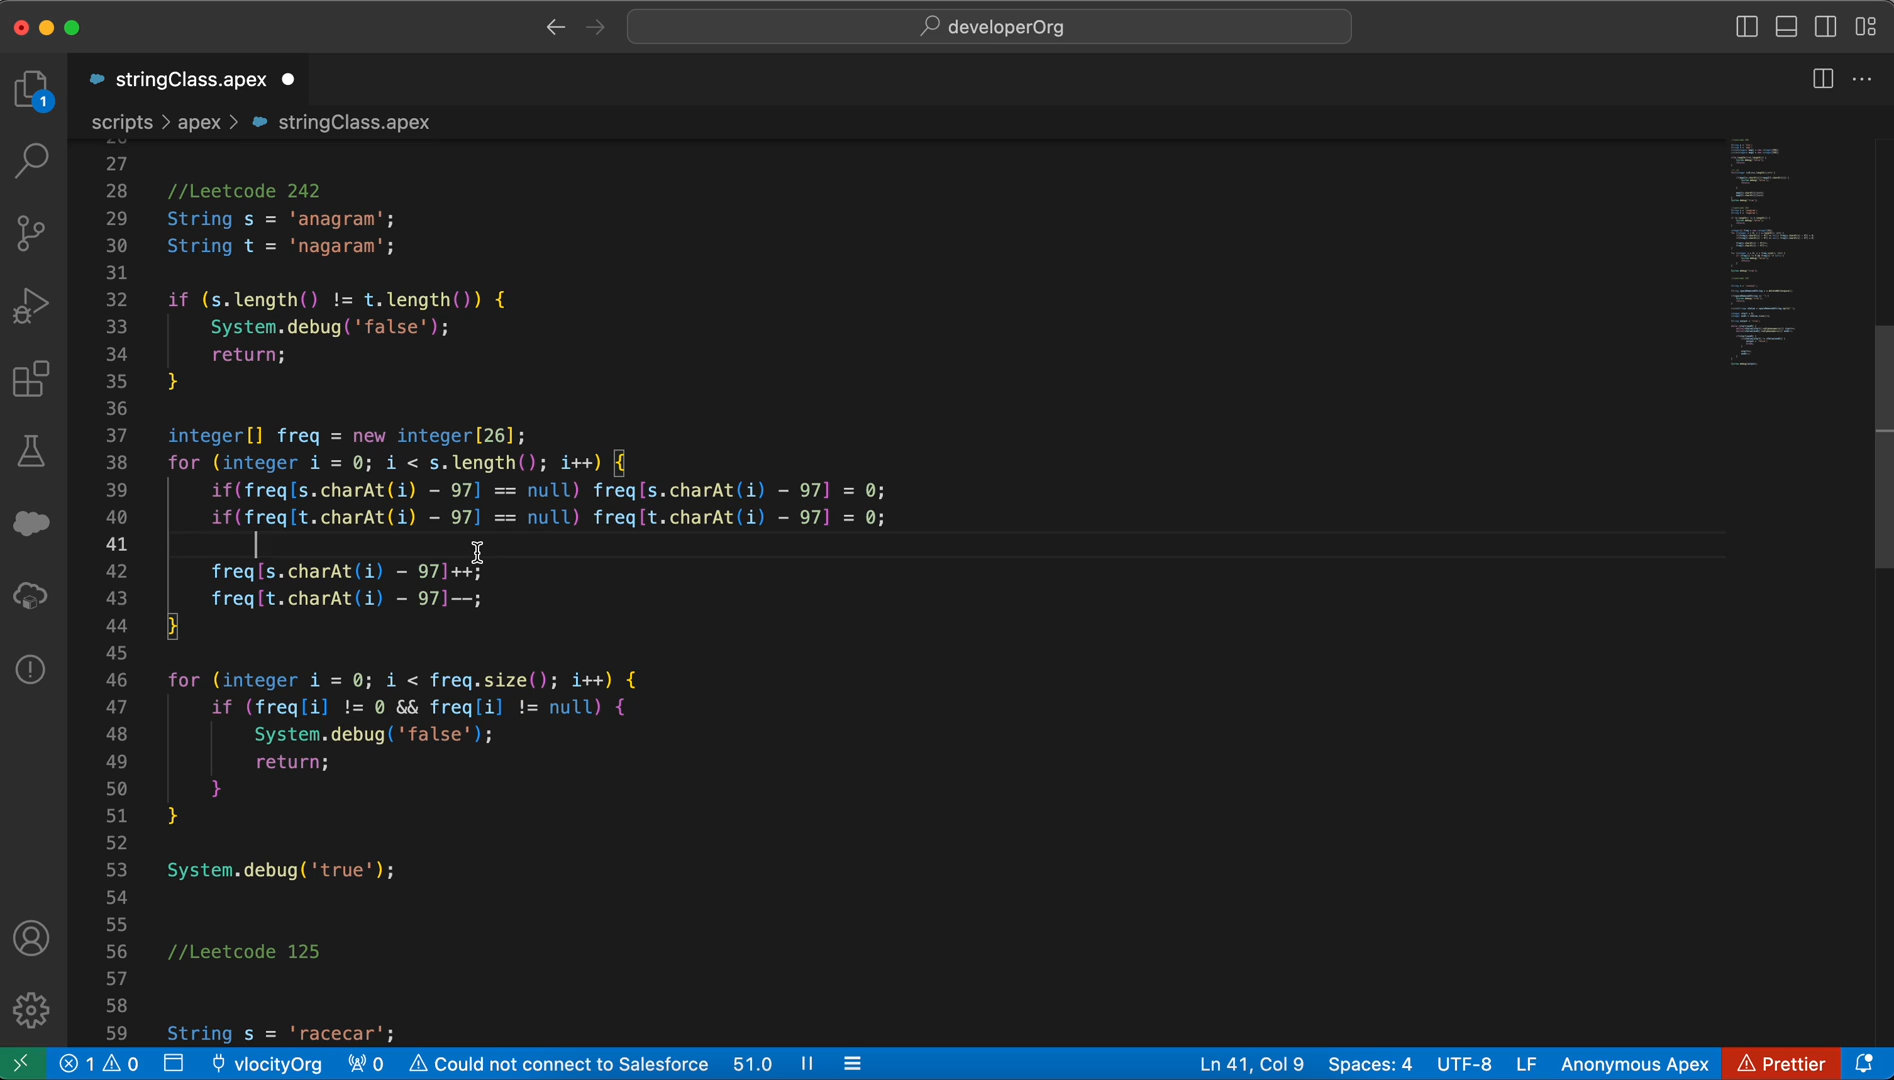 developerOrg
stringClass.apex
1
scripts > apex > stringClass.apex
26
27
28 //Leetcode 242
29 String s = 'anagram';
30 String t = 'nagaram';
31
32 if (s.length() != t.length()) {
33 System.debug('false');
34 return;
35 }
36
37 integer[] freq = new integer[26];
38 for (integer i = 0; i < s.length(); i++) {
39 if(freq[s.charAt(i) - 97] == null) freq[s.charAt(i) - 97] = 0;
40 if(freq[t.charAt(i) - 97] == null) freq[t.charAt(i) - 97] = 0;
41
42 freq[s.charAt(i) - 97]++;
43 freq[t.charAt(i) - 97]--;
44 }
45
46 for (integer i = 0; i < freq.size(); i++) {
47 if (freq[i] != 0 && freq[i] != null) {
48 System.debug('false');
49 return;
50 }
51 }
52
53 System.debug('true');
54
55
56 //Leetcode 125
57
58
59 String s = 'racecar';
1 0 vlocityOrg 0 Could not connect to Salesforce 51.0 Ln 41, Col 9 Spaces: 4 UTF-8 LF Anonymous Apex Prettier